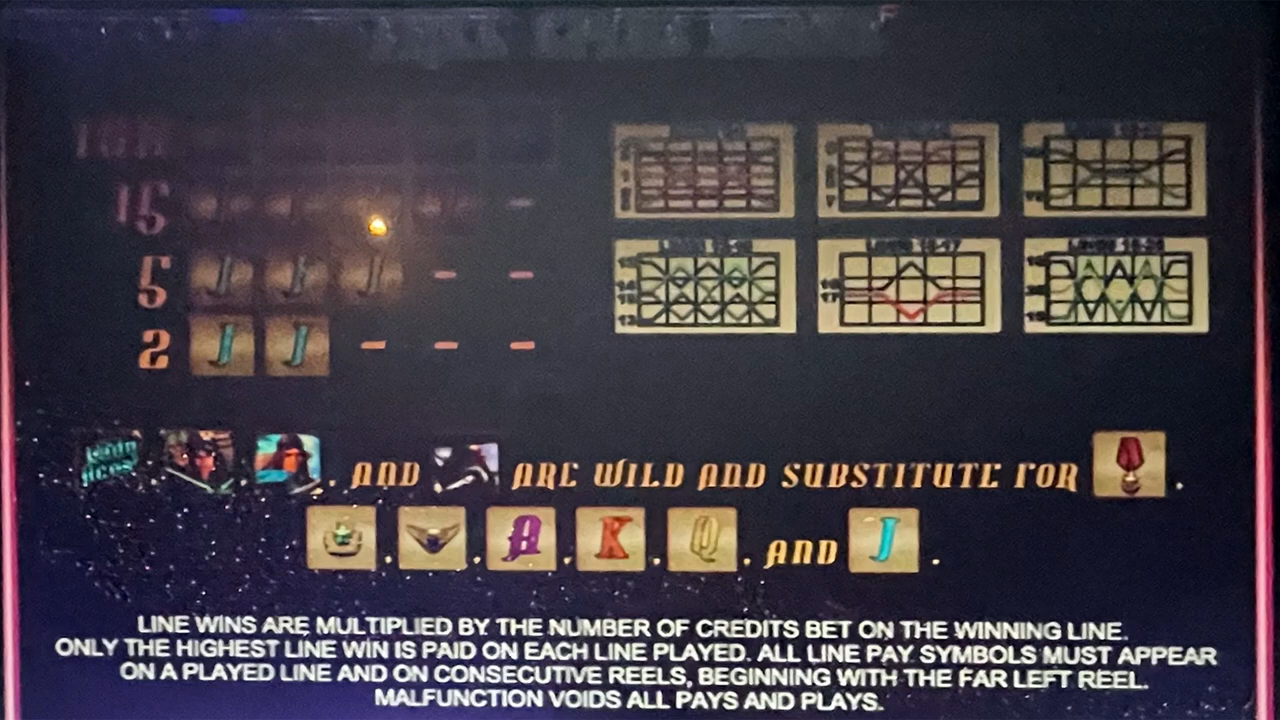 15
5 J J J - -
2 J J - - -
. AND ARE WILD AND SUBSTITUTE FOR .
. . A . K . Q . AND J .
LINE WINS ARE MULTIPLIED BY THE NUMBER OF CREDITS BET ON THE WINNING LINE.
ONLY THE HIGHEST LINE WIN IS PAID ON EACH LINE PLAYED. ALL LINE PAY SYMBOLS MUST APPEAR
ON A PLAYED LINE AND ON CONSECUTIVE REELS, BEGINNING WITH THE FAR LEFT REEL.
MALFUNCTION VOIDS ALL PAYS AND PLAYS.